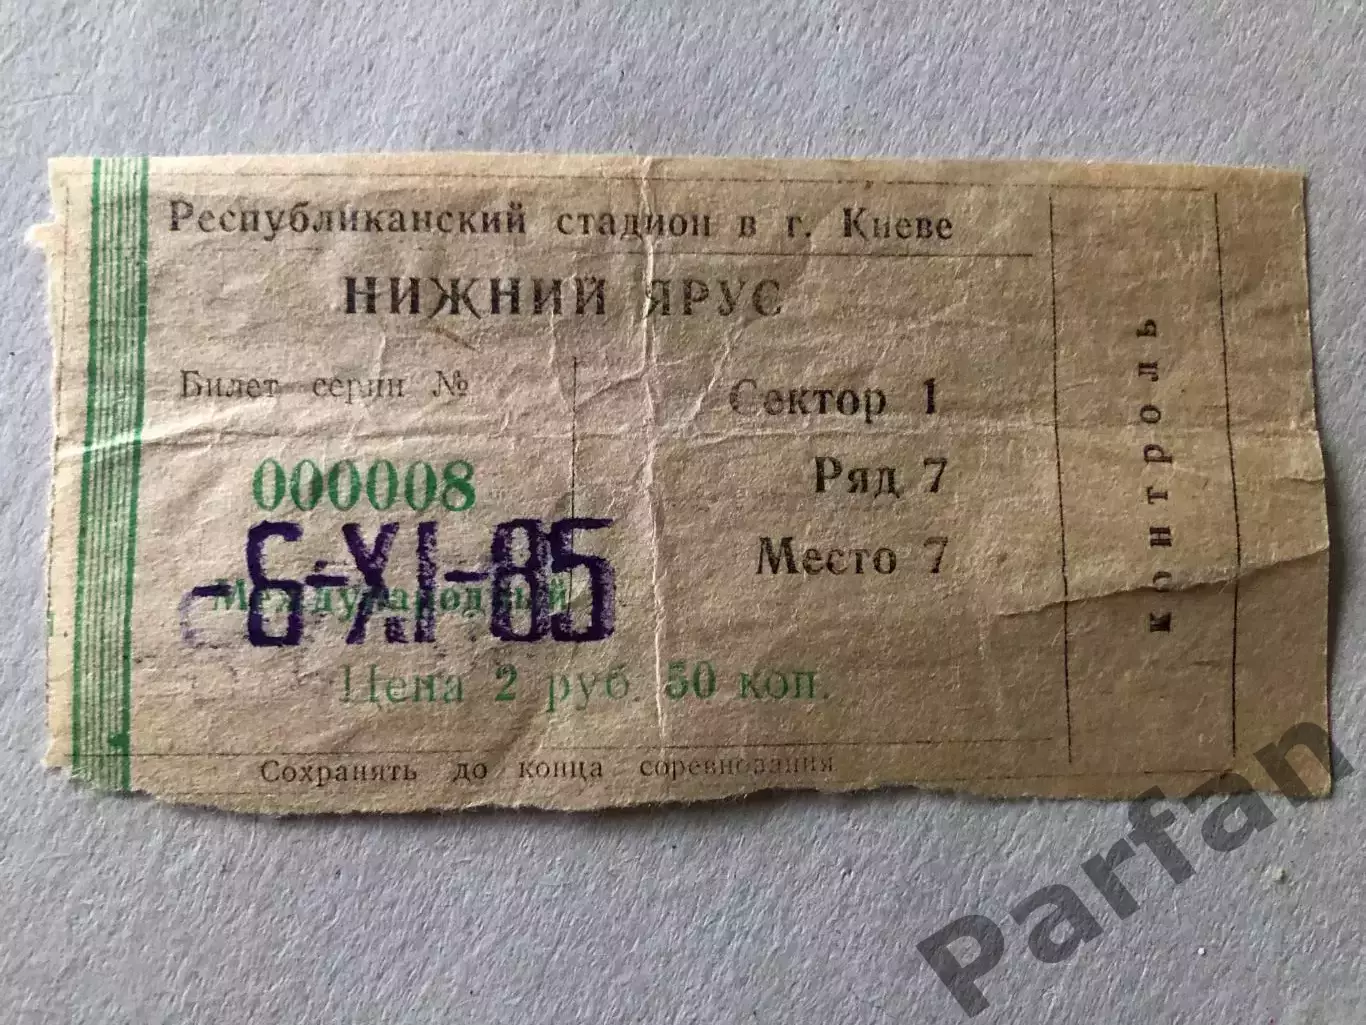 Республиканский стадион в г. Киеве
НИЖНИЙ ЯРУС
Билет серии №
000008
-6-XI-85
Международный
Цена 2 руб. 50 коп.
Сектор 1
Ряд 7
Место 7
Сохранять до конца соревнования
контроль
Parfan